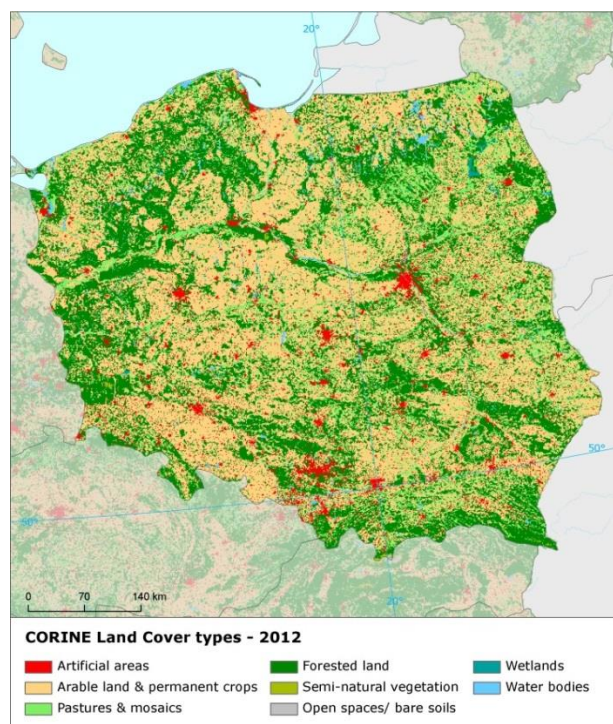 20°
50°
50°
20°
0 70 140 km
CORINE Land Cover types - 2012
Artificial areas
Forested land
Wetlands
Arable land & permanent crops
Semi-natural vegetation
Water bodies
Pastures & mosaics
Open spaces/ bare soils